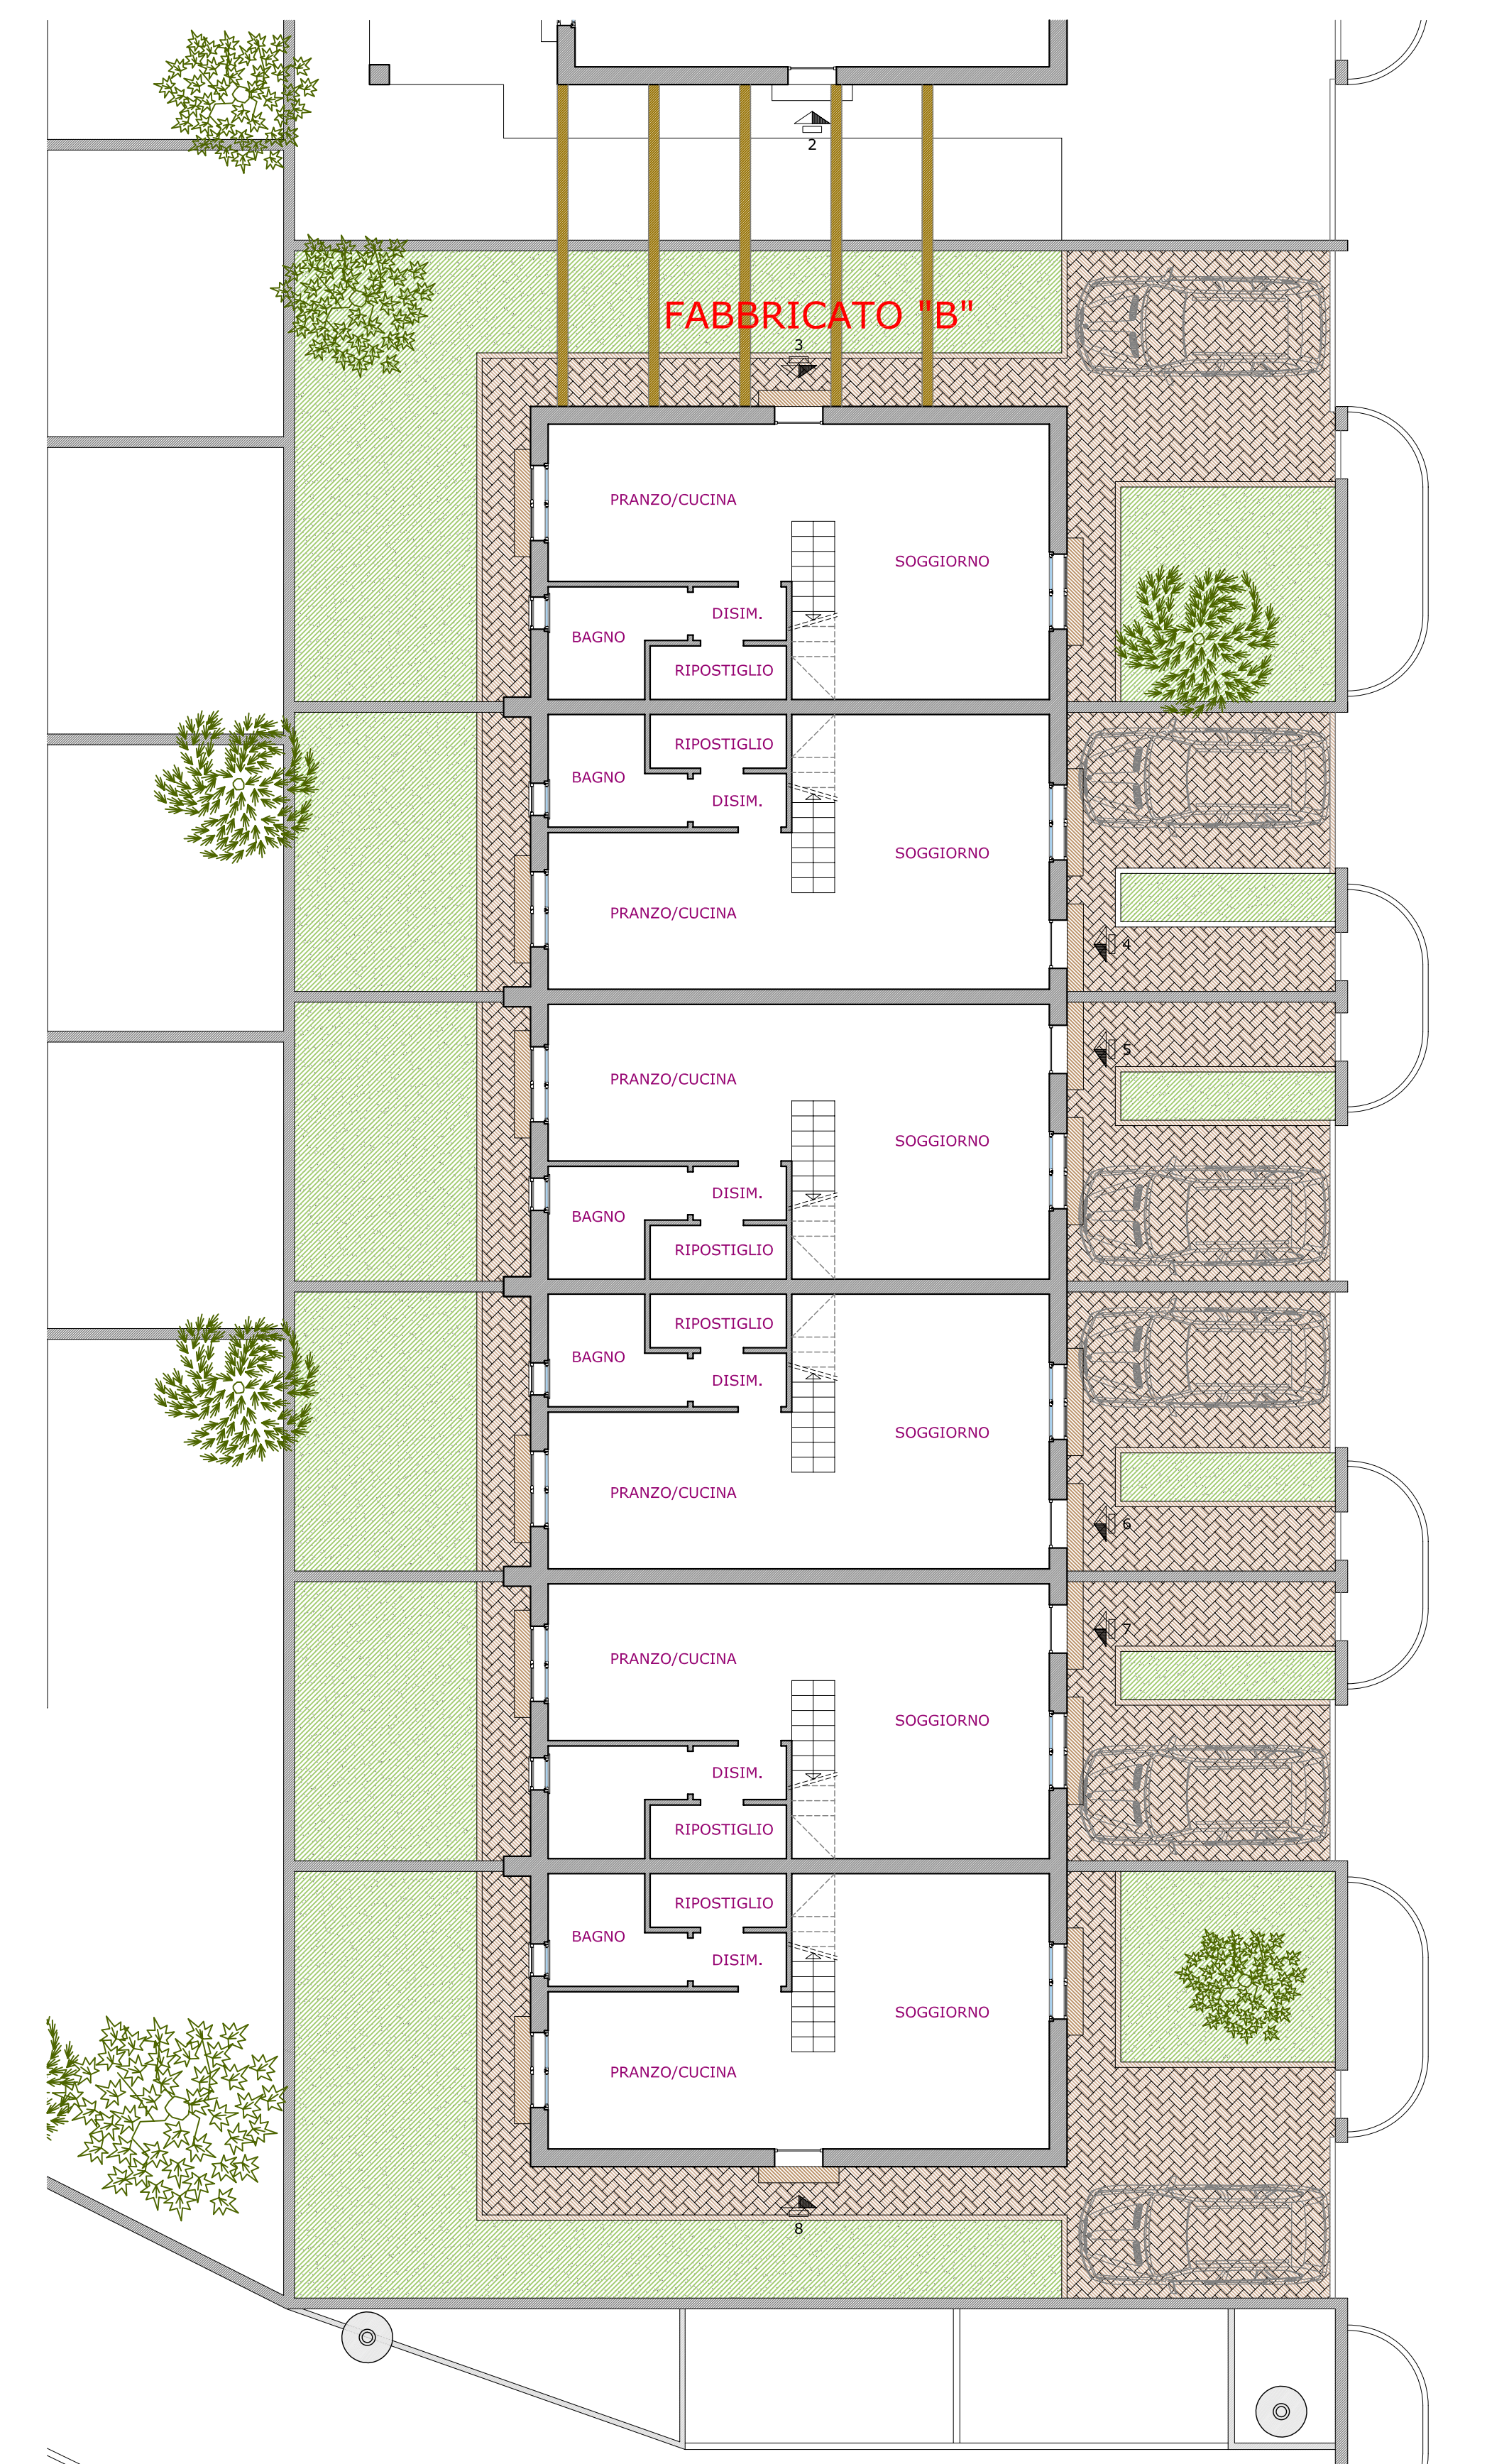 2
FABBRICATO "B"
3
PRANZO/CUCINA
SOGGIORNO
DISIM.
BAGNO
RIPOSTIGLIO
RIPOSTIGLIO
BAGNO
DISIM.
SOGGIORNO
PRANZO/CUCINA
4
5
PRANZO/CUCINA
SOGGIORNO
DISIM.
BAGNO
RIPOSTIGLIO
RIPOSTIGLIO
BAGNO
DISIM.
SOGGIORNO
PRANZO/CUCINA
6
7
PRANZO/CUCINA
SOGGIORNO
DISIM.
RIPOSTIGLIO
RIPOSTIGLIO
BAGNO
DISIM.
SOGGIORNO
PRANZO/CUCINA
8